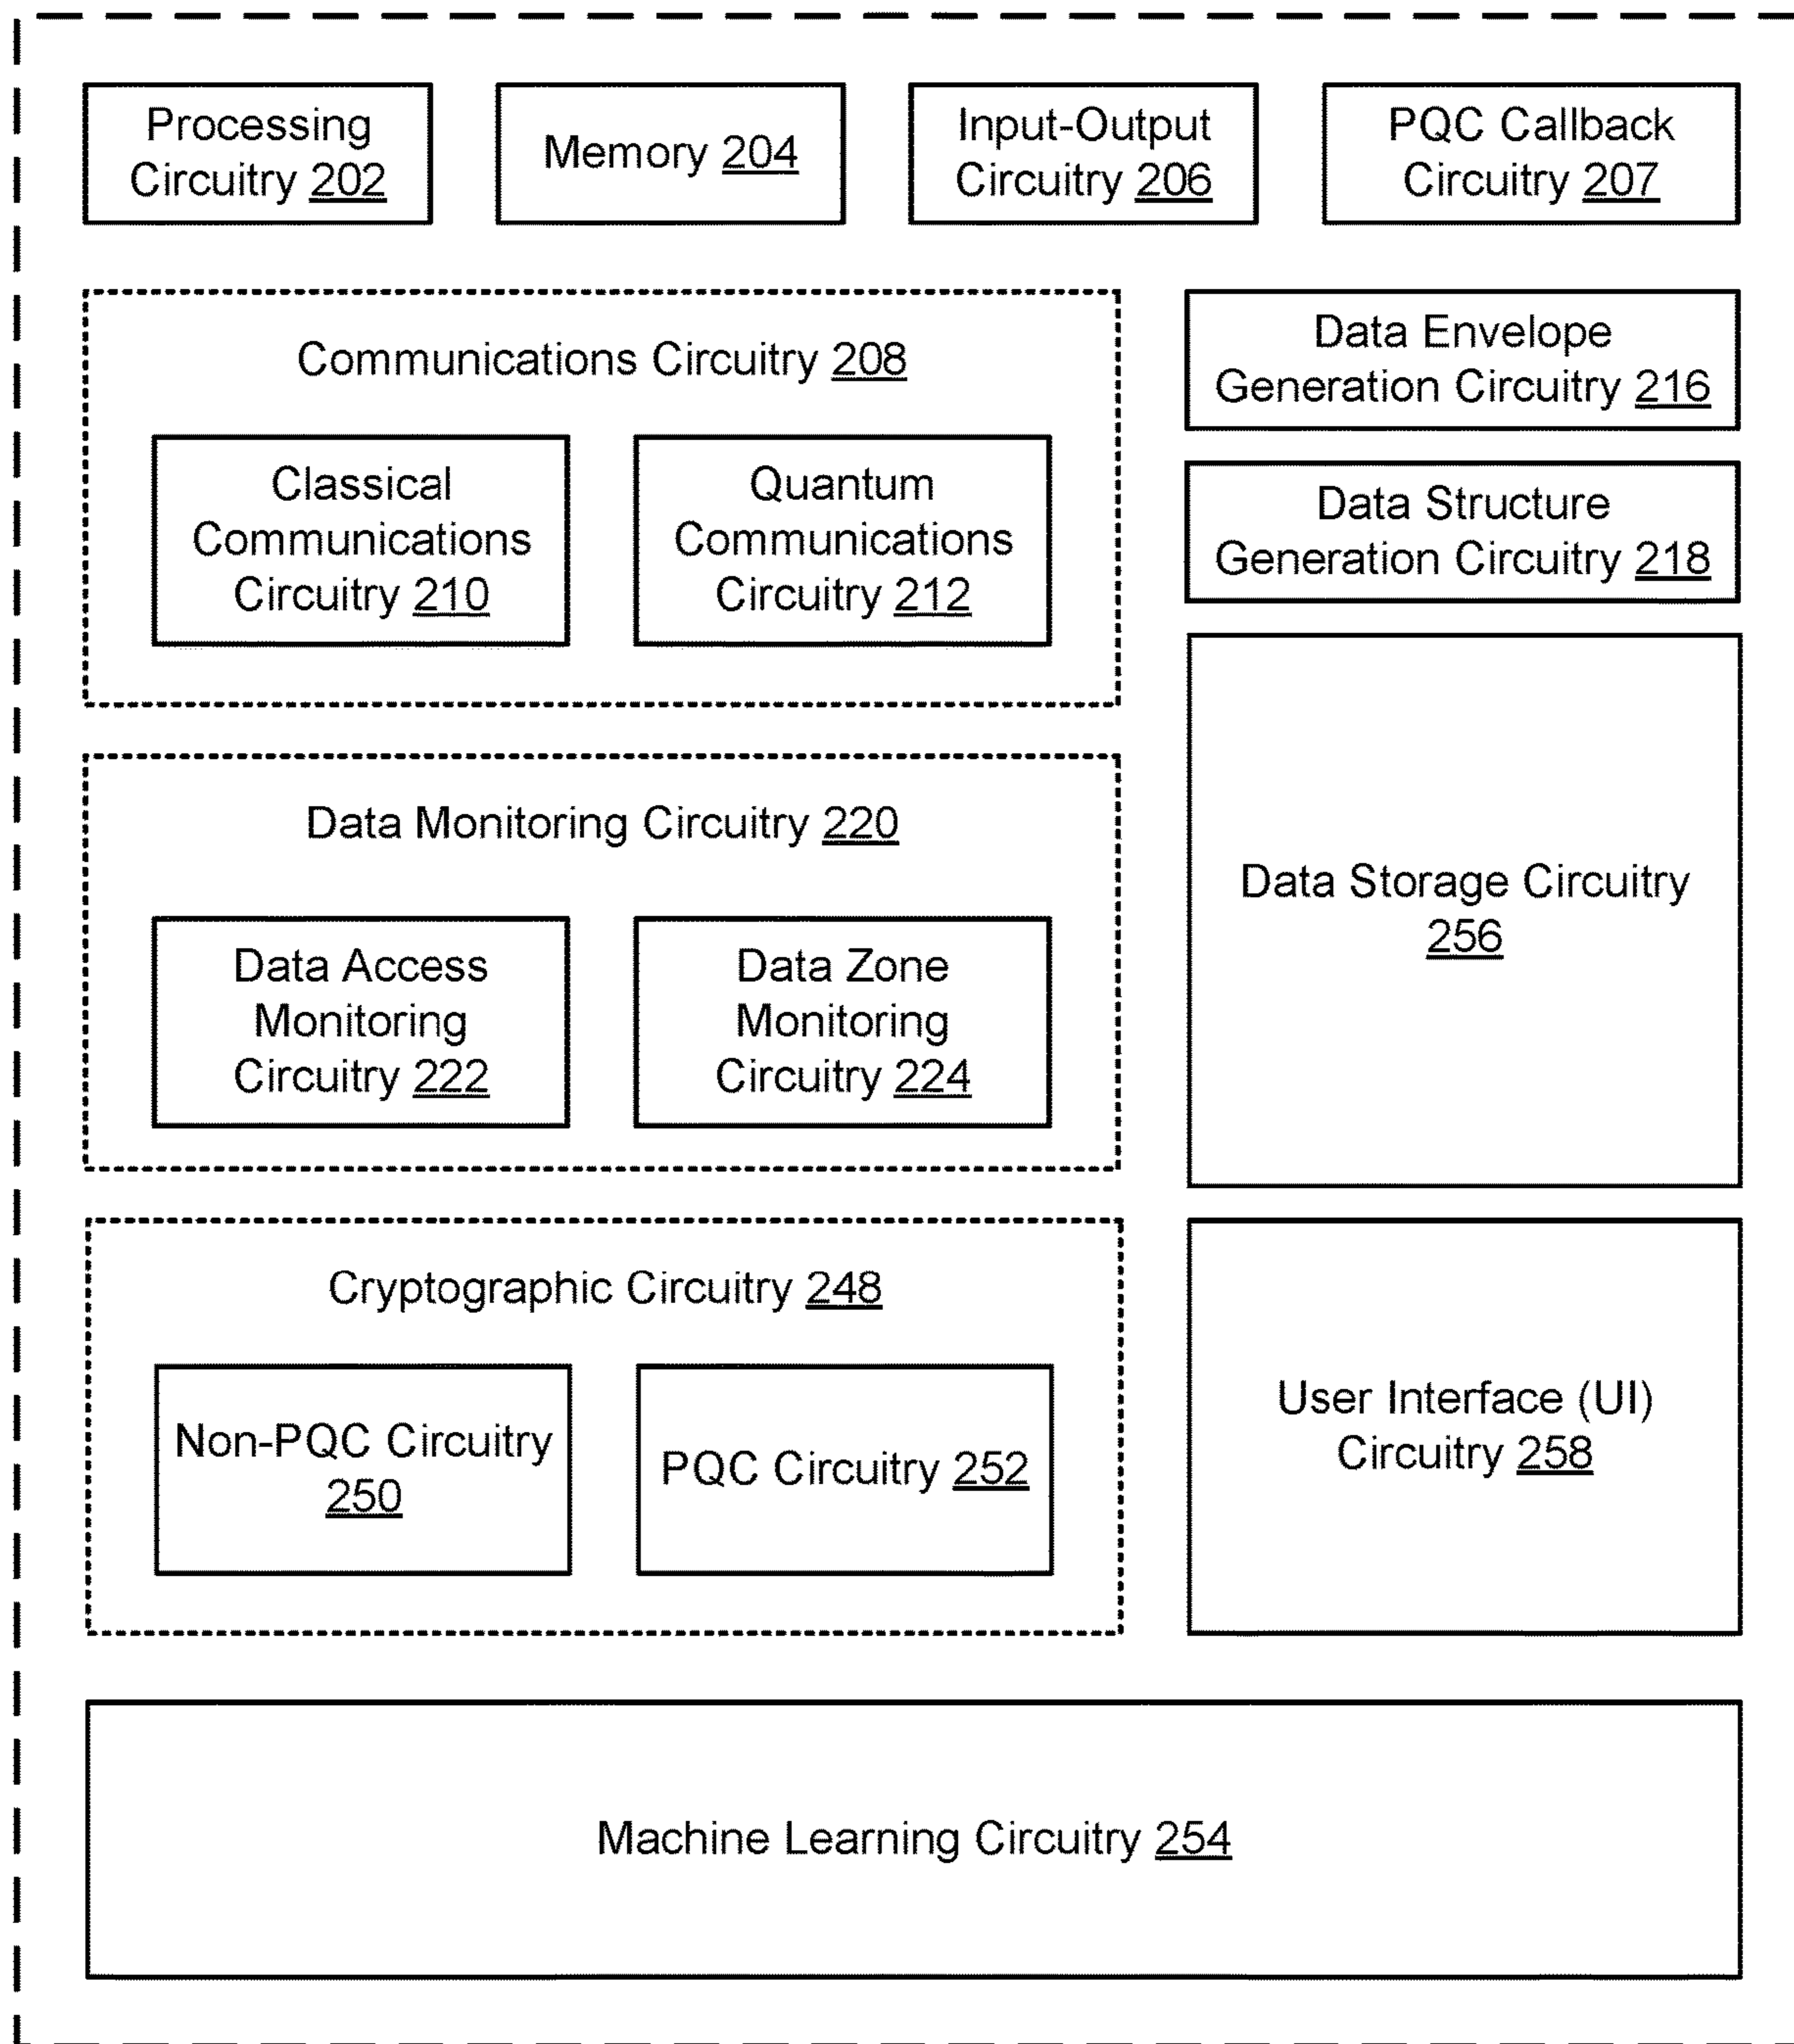 Processing
Circuitry 202
Memory 204
Input-Output
Circuitry 206
PQC Callback
Circuitry 207
Communications Circuitry 208
Classical
Communications
Circuitry 210
Quantum
Communications
Circuitry 212
Data Envelope
Generation Circuitry 216
Data Structure
Generation Circuitry 218
Data Monitoring Circuitry 220
Data Access
Monitoring
Circuitry 222
Data Zone
Monitoring
Circuitry 224
Data Storage Circuitry
256
Cryptographic Circuitry 248
Non-PQC Circuitry
250
PQC Circuitry 252
User Interface (UI)
Circuitry 258
Machine Learning Circuitry 254